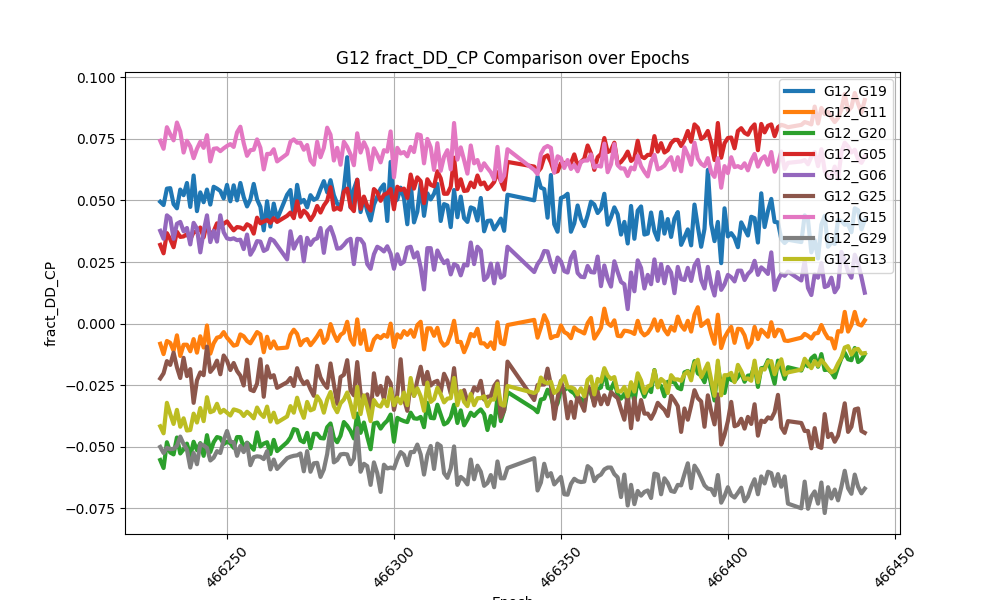 G12 fract_DD_CP Comparison over Epochs
fract_DD_CP
0.100
0.075
0.050
0.025
0.000
−0.025
−0.050
−0.075
G12_G19
G12_G11
G12_G20
G12_G05
G12_G06
G12_G25
G12_G15
G12_G29
G12_G13
466250
466300
466350
466400
466450
Epoch